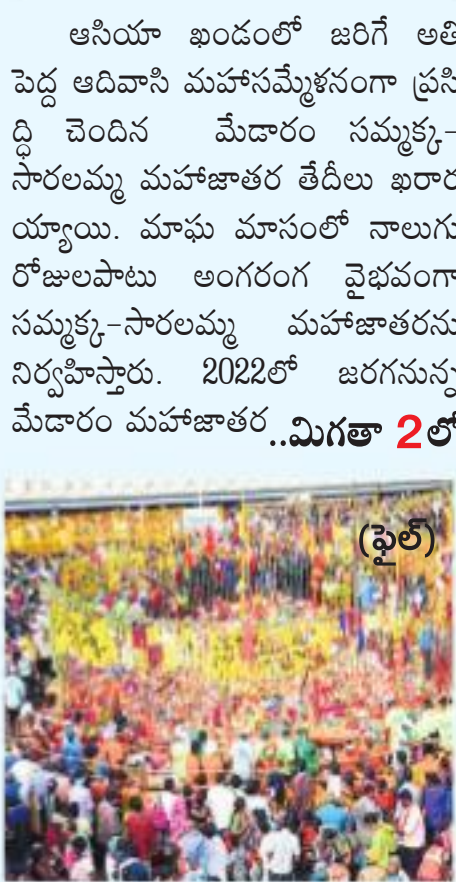 ఆసియా ఖండంలో జరిగే అతి
పెద్ద ఆదివాసి మహాసమ్మేళనంగా ప్రసి
ద్ధి చెందిన మేడారం సమ్మక్క-
సారలమ్మ మహాజాతర తేదీలు ఖరార
య్యాయి. మాఘ మాసంలో నాలుగు
రోజులపాటు అంగరంగ వైభవంగా
సమ్మక్క-సారలమ్మ మహాజాతరను
నిర్వహిస్తారు. 2022లో జరగనున్న
మేడారం మహాజాతర ..మిగతా 2లో
(ఫైల్)